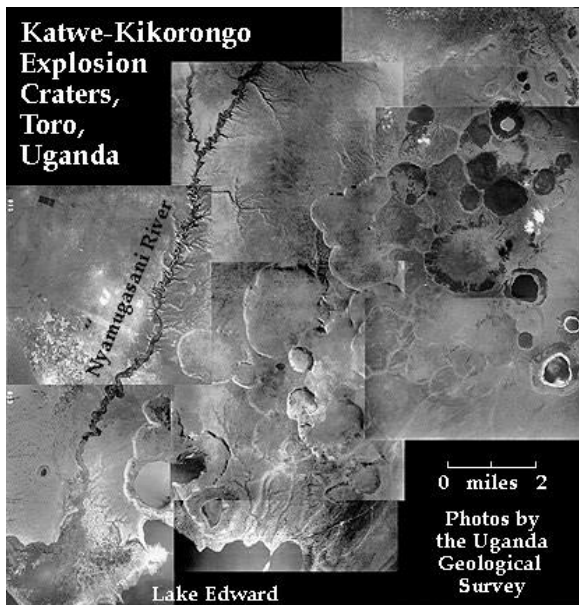 Katwe-Kikorongo
Explosion
Craters,
Toro,
Uganda
Nyamugasani River
0 miles 2
Photos by
the Uganda
Geological
Survey
Lake Edward